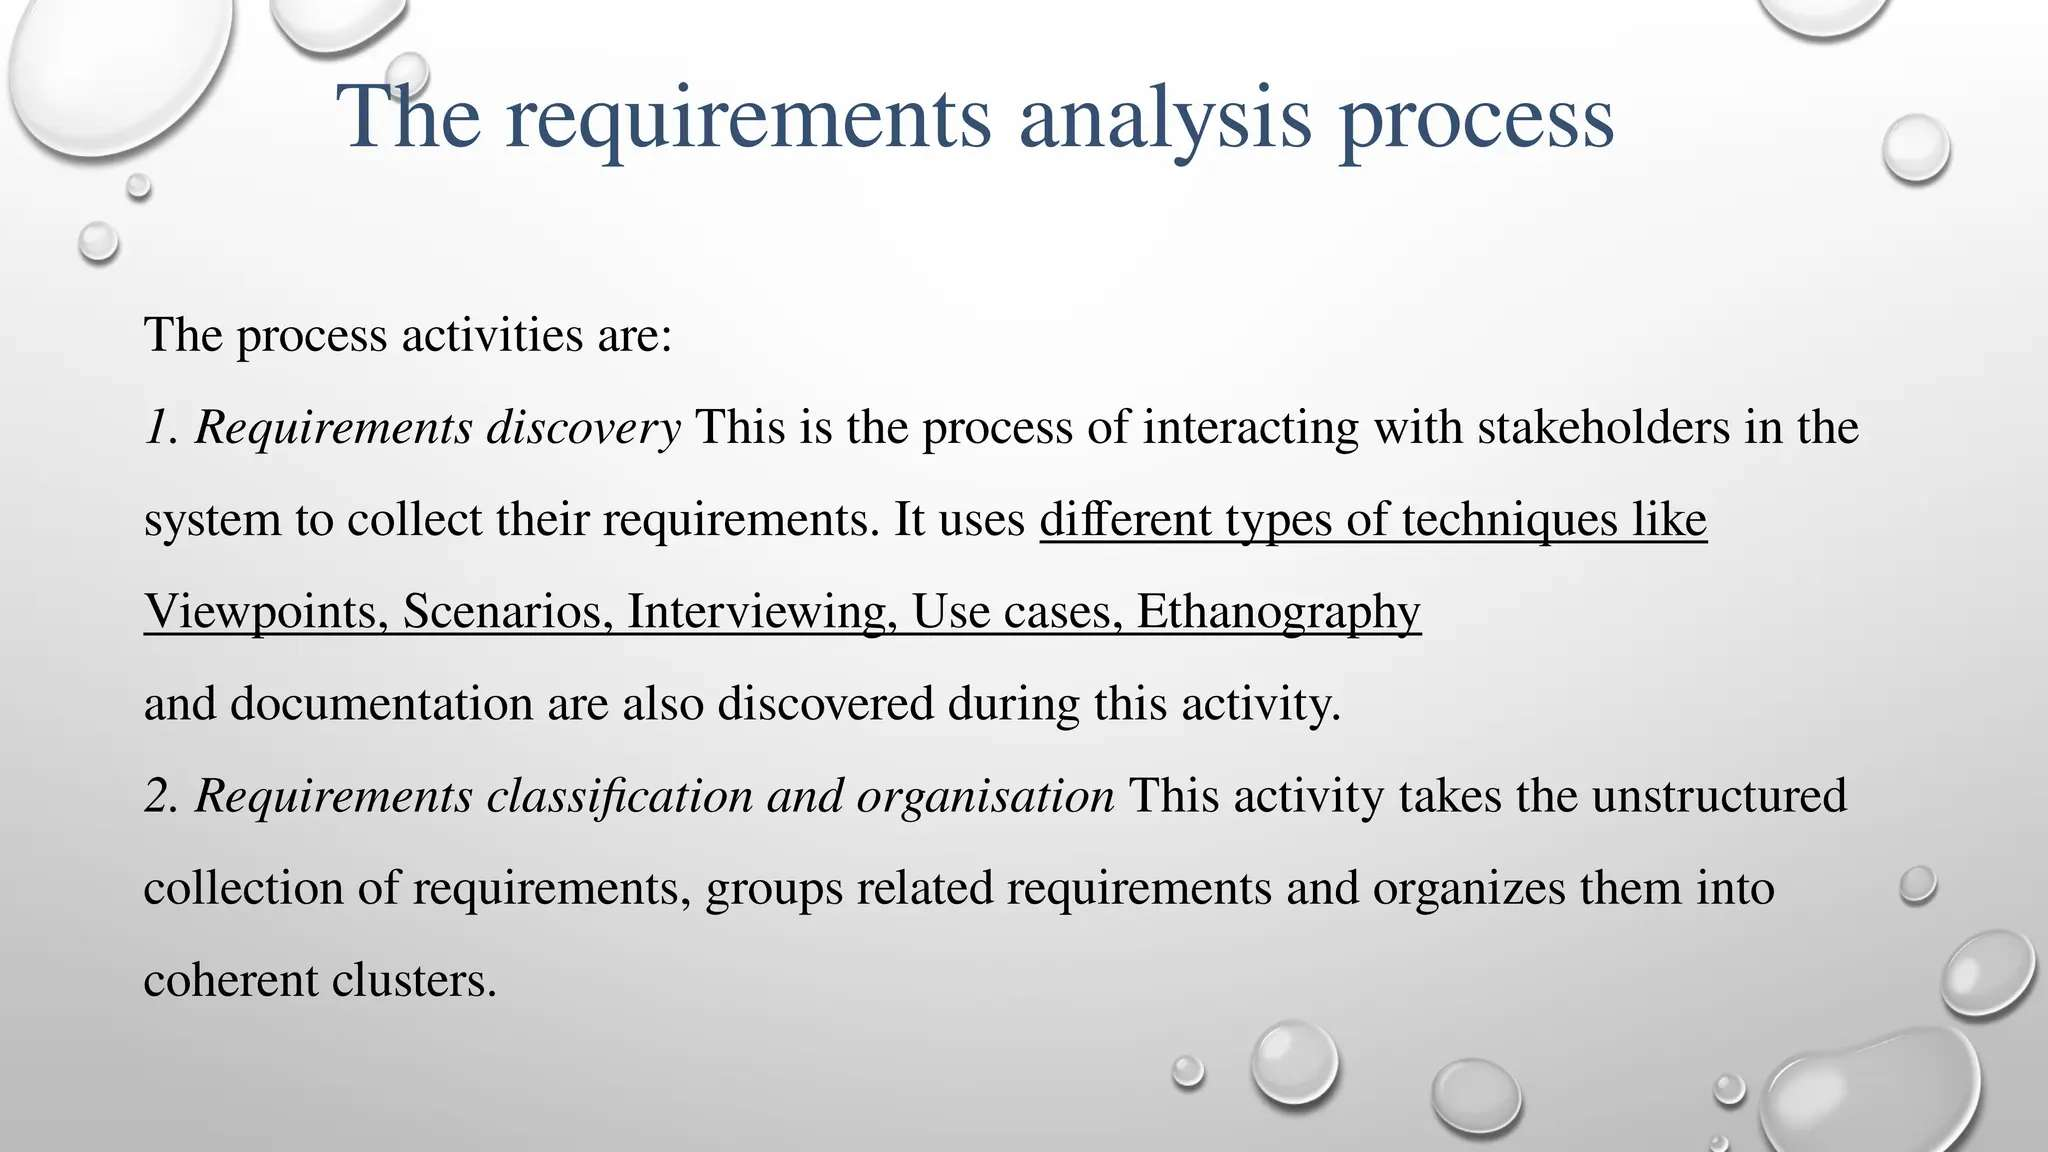 The requirements analysis process
The process activities are:
1. Requirements discovery This is the process of interacting with stakeholders in the
system to collect their requirements. It uses different types of techniques like
Viewpoints, Scenarios, Interviewing, Use cases, Ethanography
and documentation are also discovered during this activity.
2. Requirements classification and organisation This activity takes the unstructured
collection of requirements, groups related requirements and organizes them into
coherent clusters.